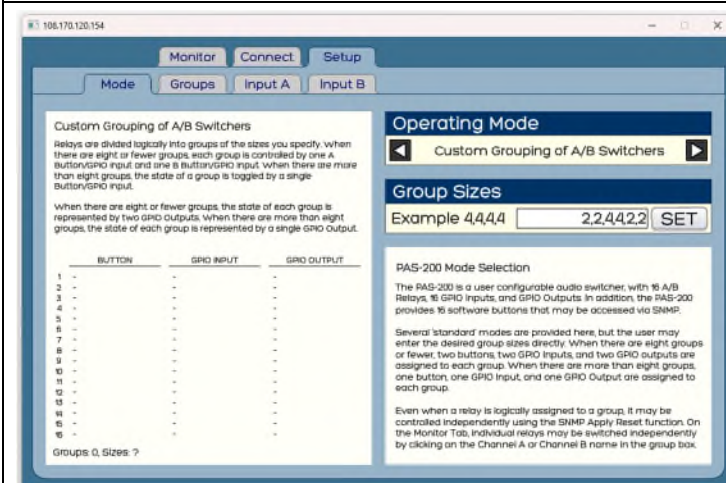 108.170.120.154
Monitor Connect Setup
Mode Groups Input A Input B
Custom Grouping of A/B Switchers
Relays are divided logically into groups of the sizes you specify. When
there are eight or fewer groups, each group is controlled by one A
Button/GPIO input and one B Button/GPIO input. When there are more
than eight groups, the state of a group is toggled by a single
Button/GPIO input.
When there are eight or fewer groups, the state of each group is
represented by two GPIO Outputs. When there are more than eight
groups, the state of each group is represented by a single GPIO Output.
BUTTON GPIO INPUT GPIO OUTPUT
1 - - -
2 - - -
3 - - -
4 - - -
5 - - -
6 - - -
7 - - -
8 - - -
9 - - -
10 - - -
11 - - -
12 - - -
13 - - -
14 - - -
15 - - -
16 - - -
Groups: 0, Sizes: ?
Operating Mode
Custom Grouping of A/B Switchers
Group Sizes
Example 4,4,4,4 2,2,4,4,2,2 SET
PAS-200 Mode Selection
The PAS-200 is a user configurable audio switcher, with 16 A/B
Relays, 16 GPIO Inputs, and GPIO Outputs. In addition, the PAS-200
provides 16 software buttons that may be accessed via SNMP.
Several 'standard' modes are provided here, but the user may
enter the desired group sizes directly. When there are eight groups
or fewer, two buttons, two GPIO Inputs, and two GPIO outputs are
assigned to each group. When there are more than eight groups,
one button, one GPIO Input, and one GPIO Output are assigned to
each group.
Even when a relay is logically assigned to a group, it may be
controlled independently using the SNMP Apply Reset function. On
the Monitor Tab, individual relays may be switched independently
by clicking on the Channel A or Channel B name in the group box.